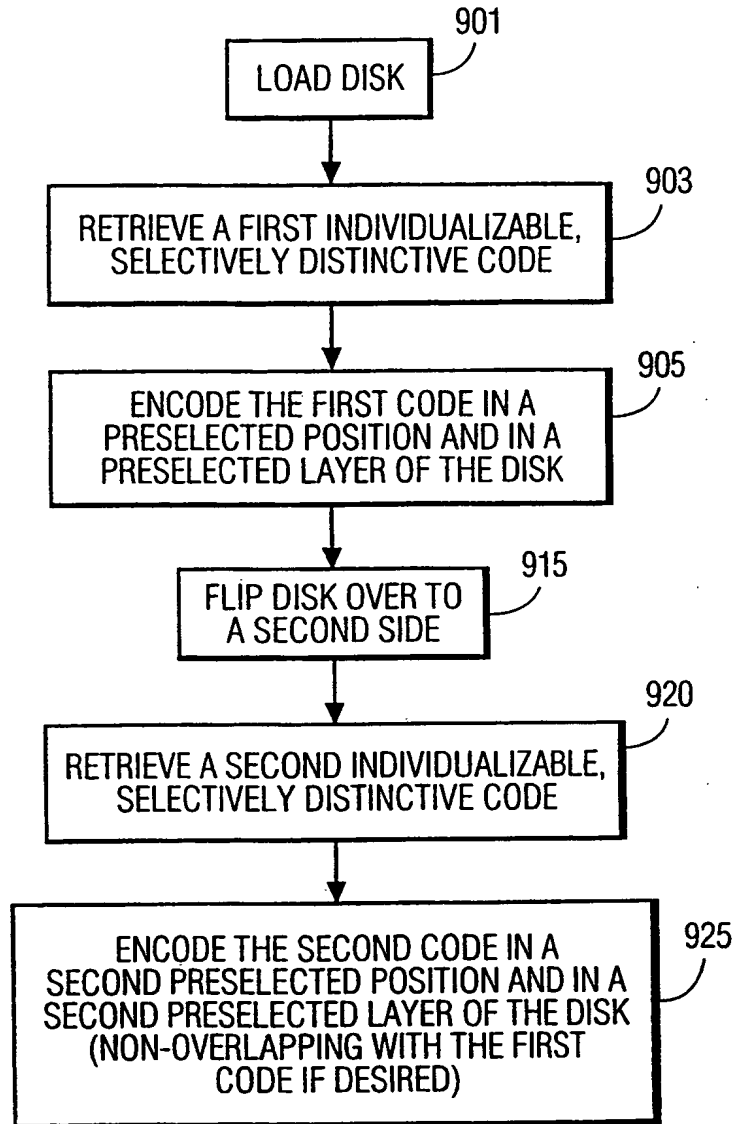 901
LOAD DISK
903
RETRIEVE A FIRST INDIVIDUALIZABLE,
SELECTIVELY DISTINCTIVE CODE
905
ENCODE THE FIRST CODE IN A
PRESELECTED POSITION AND IN A
PRESELECTED LAYER OF THE DISK
915
FLIP DISK OVER TO
A SECOND SIDE
920
RETRIEVE A SECOND INDIVIDUALIZABLE,
SELECTIVELY DISTINCTIVE CODE
925
ENCODE THE SECOND CODE IN A
SECOND PRESELECTED POSITION AND IN A
SECOND PRESELECTED LAYER OF THE DISK
(NON-OVERLAPPING WITH THE FIRST
CODE IF DESIRED)